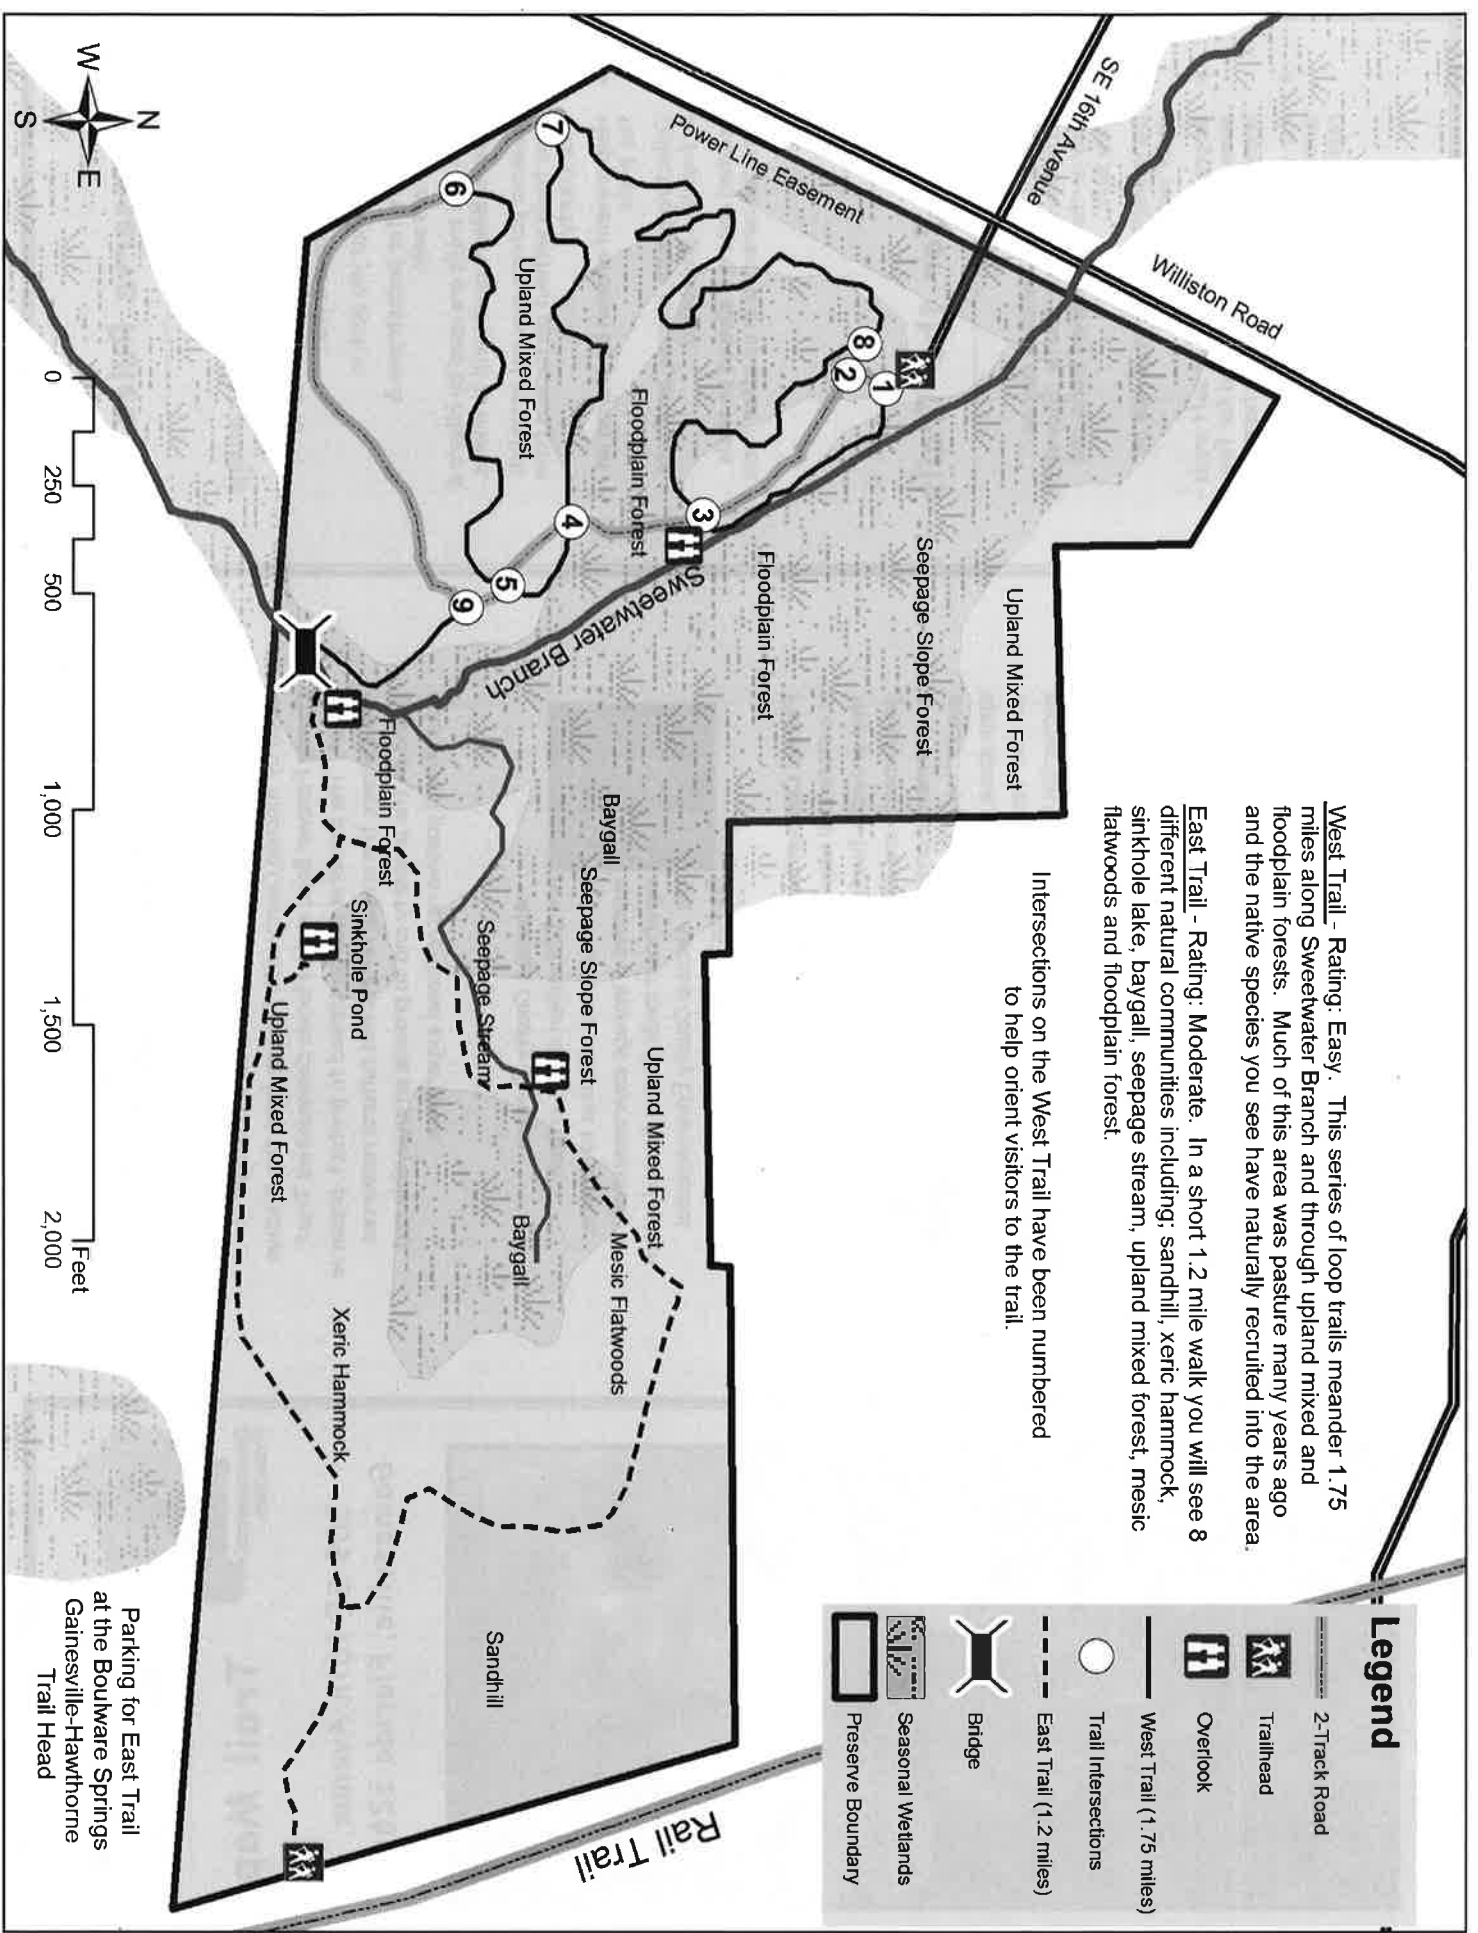 West Trail - Rating: Easy. This series of loop trails meander 1.75
miles along Sweetwater Branch and through upland mixed and
floodplain forests. Much of this area was pasture many years ago
and the native species you see have naturally recruited into the area.
East Trail - Rating: Moderate. In a short 1.2 mile walk you will see 8
different natural communities including; sandhill, xeric hammock,
sinkhole lake, baygall, seepage stream, upland mixed forest, mesic
flatwoods and floodplain forest.
Intersections on the West Trail have been numbered
to help orient visitors to the trail.
Legend
2-Track Road
Trailhead
Overlook
West Trail (1.75 miles)
Trail Intersections
East Trail (1.2 miles)
Bridge
Seasonal Wetlands
Preserve Boundary
Williston Road
SE 16th Avenue
Power Line Easement
Upland Mixed Forest
Seepage Slope Forest
Floodplain Forest
Sweetwater Branch
Floodplain Forest
Upland Mixed Forest
1
2
3
4
5
6
7
8
9
Baygall
Seepage Slope Forest
Upland Mixed Forest
Mesic Flatwoods
Baygall
Seepage Stream
Floodplain Forest
Sinkhole Pond
Upland Mixed Forest
Xeric Hammock
Sandhill
Rail Trail
Parking for East Trail
at the Boulware Springs
Gainesville-Hawthorne
Trail Head
N
W
E
S
0 250 500 1,000 1,500 2,000
Feet